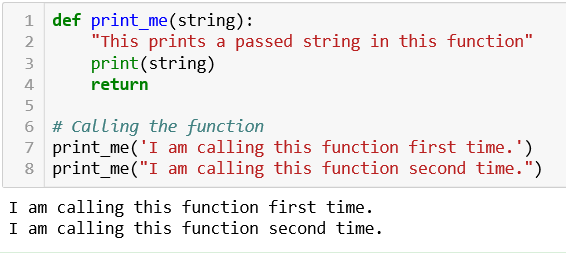 1 def print_me(string):
2     "This prints a passed string in this function"
3     print(string)
4     return
5
6 # Calling the function
7 print_me('I am calling this function first time.')
8 print_me("I am calling this function second time.")
I am calling this function first time.
I am calling this function second time.